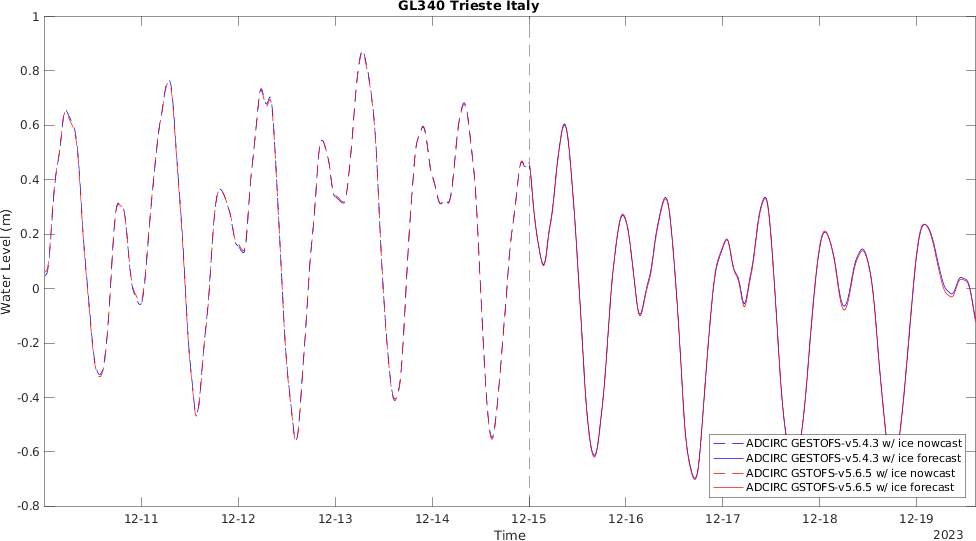 GL340 Trieste Italy
Water Level (m)
1
0.8
0.6
0.4
0.2
0
-0.2
-0.4
-0.6
-0.8
ADCIRC GESTOFS-v5.4.3 w/ ice nowcast
ADCIRC GESTOFS-v5.4.3 w/ ice forecast
ADCIRC GSTOFS-v5.6.5 w/ ice nowcast
ADCIRC GSTOFS-v5.6.5 w/ ice forecast
12-11 12-12 12-13 12-14 12-15 12-16 12-17 12-18 12-19
Time
2023